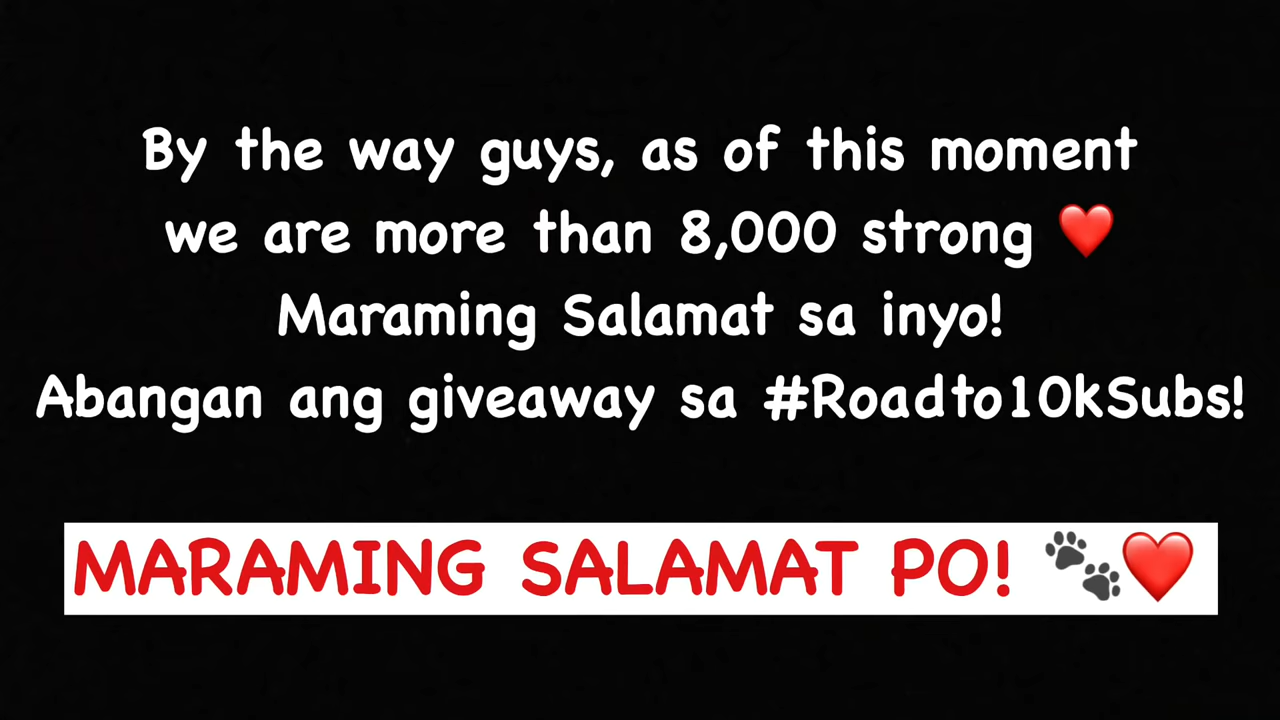 By the way guys, as of this moment
we are more than 8,000 strong ❤️
Maraming Salamat sa inyo!
Abangan ang giveaway sa #Roadto10kSubs!
MARAMING SALAMAT PO! 🐾❤️